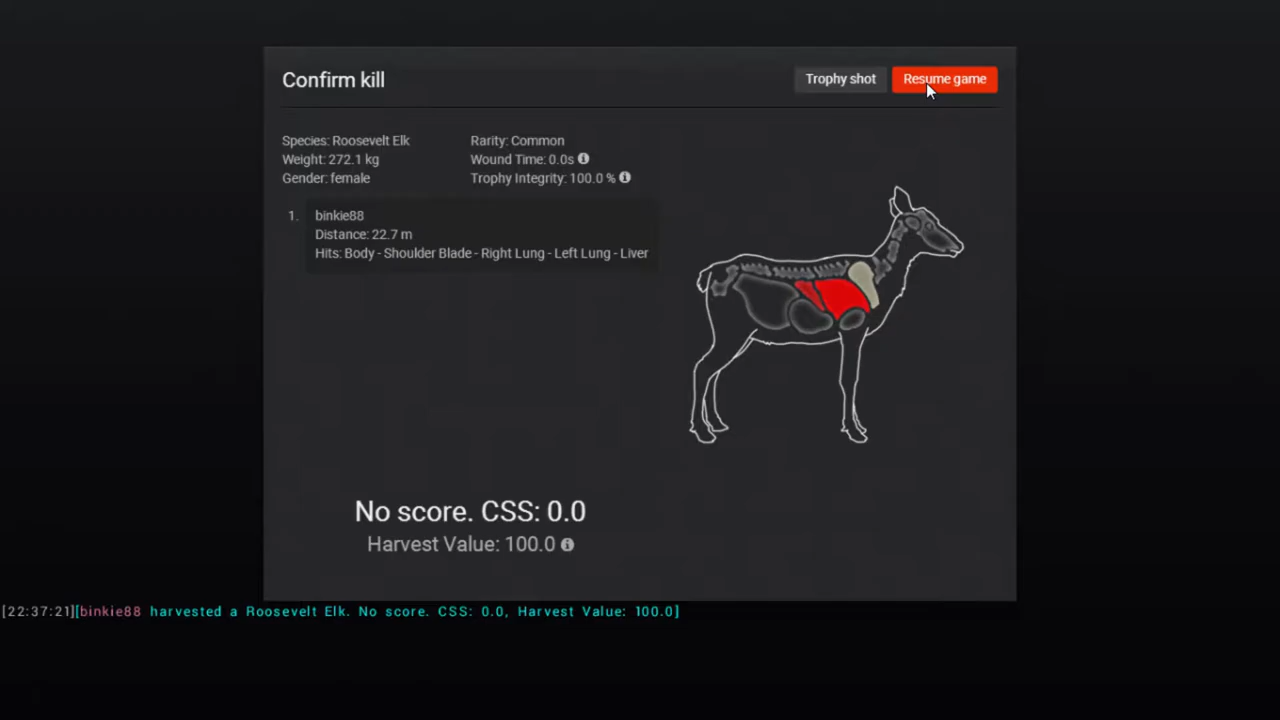 Confirm kill
Trophy shot
Resume game
Species: Roosevelt Elk
Weight: 272.1 kg
Gender: female
Rarity: Common
Wound Time: 0.0s
Trophy Integrity: 100.0 %
1.
binkie88
Distance: 22.7 m
Hits: Body - Shoulder Blade - Right Lung - Left Lung - Liver
No score. CSS: 0.0
Harvest Value: 100.0
[22:37:21][binkie88 harvested a Roosevelt Elk. No score. CSS: 0.0, Harvest Value: 100.0]